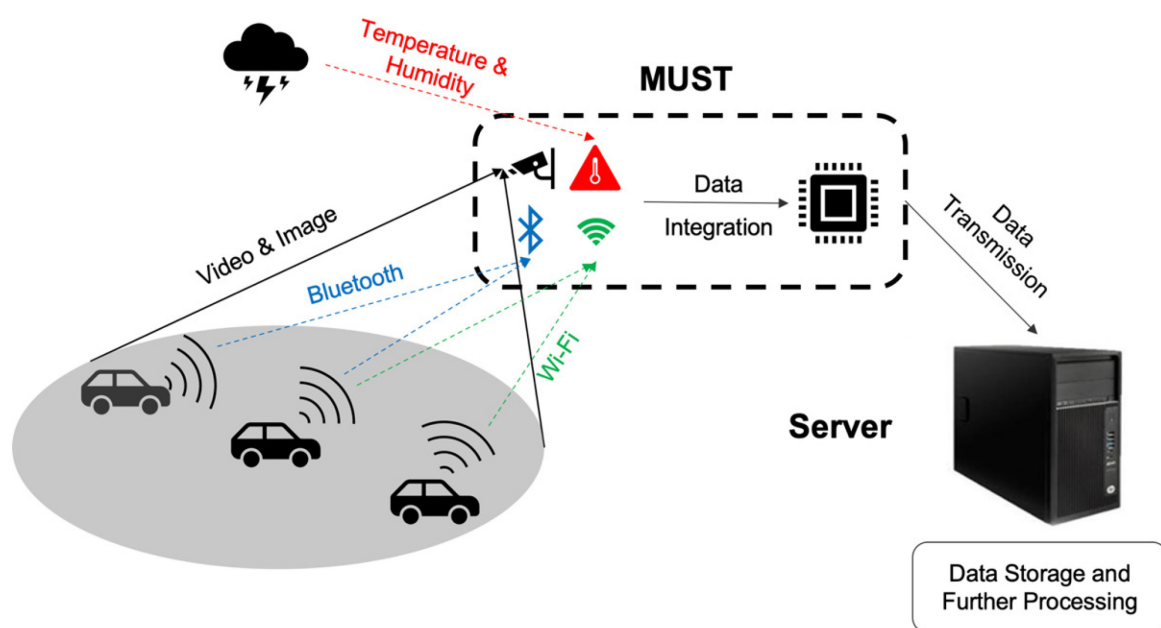 Temperature &
Humidity
MUST
Data
Integration
Data
Transmission
Video & Image
Bluetooth
Wi-Fi
Server
Data Storage and
Further Processing